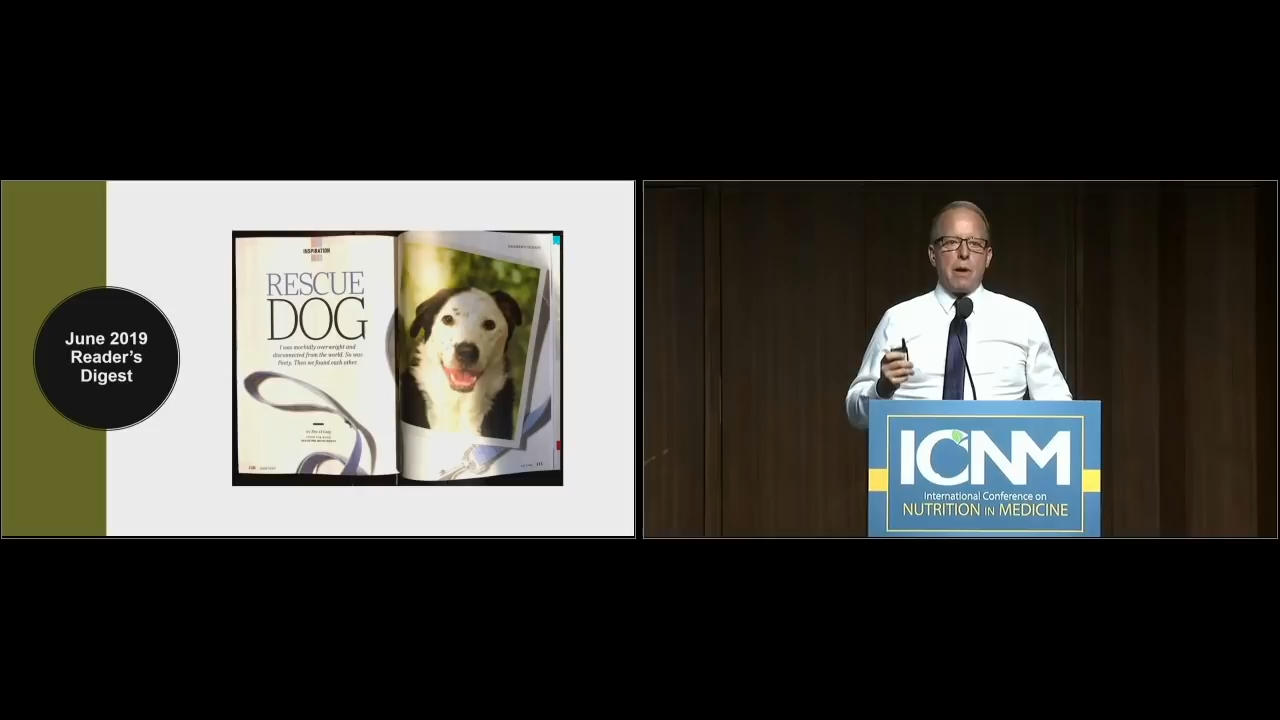 June 2019
Reader's
Digest
INSPIRATION
RESCUE
DOG
I was morbidly overweight and
disconnected from the world. So was
Peety. Then we found each other.
ICNM
International Conference on
NUTRITION IN MEDICINE